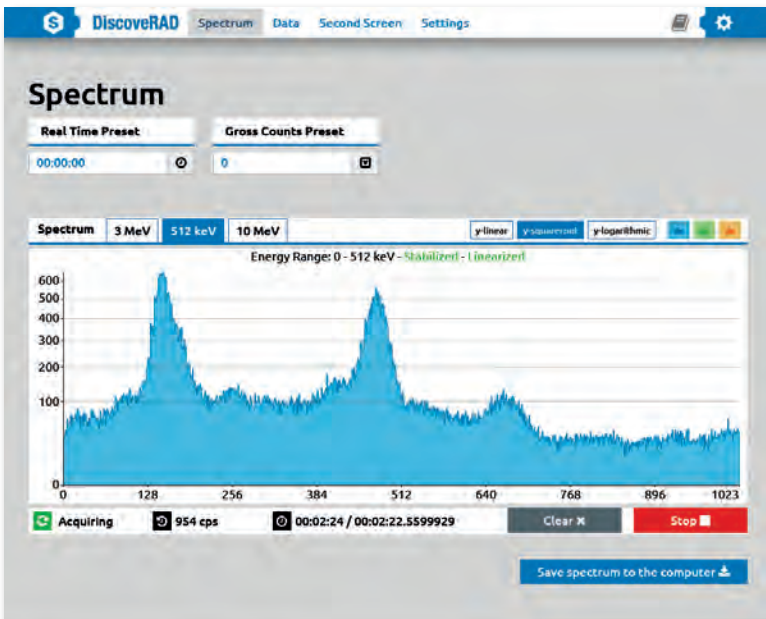 S DiscoveRAD Spectrum Data Second Screen Settings
Spectrum
Real Time Preset Gross Counts Preset
00:00:00 0
Spectrum 3 MeV 512 keV 10 MeV y-linear y-squareroot y-logarithmic
Energy Range: 0 - 512 keV - Stabilized - Linearized
600
500
400
300
200
100
0
0 128 256 384 512 640 768 896 1023
Acquiring 954 cps 00:02:24 / 00:02:22.5599929 Clear Stop
Save spectrum to the computer